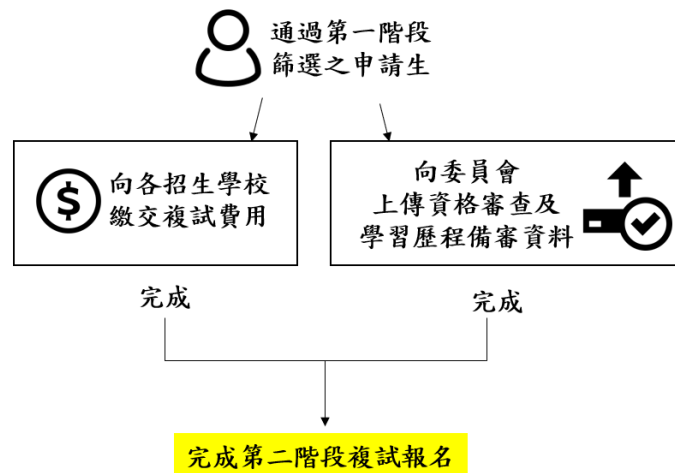 通過第一階段
篩選之申請生
$
向各招生學校
繳交複試費用
向委員會
上傳資格審查及
學習歷程備審資料
完成
完成
完成第二階段複試報名